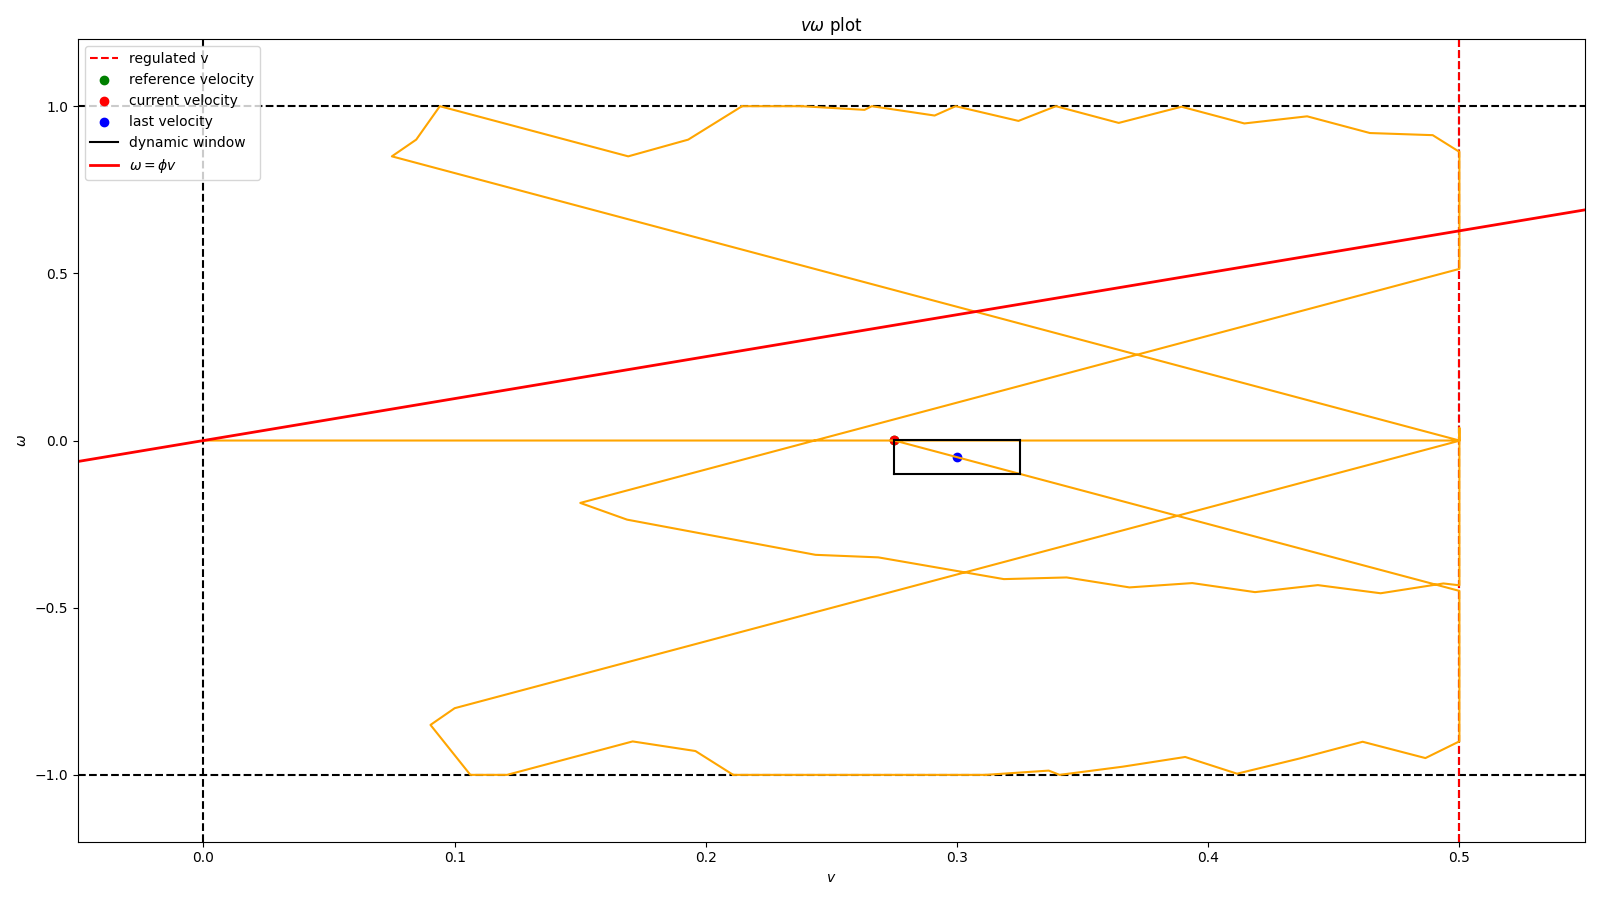 vω plot
regulated v
reference velocity
current velocity
last velocity
dynamic window
ω = ϕv
1.0
0.5
0.0
−0.5
−1.0
ω
0.0 0.1 0.2 0.3 0.4 0.5
v